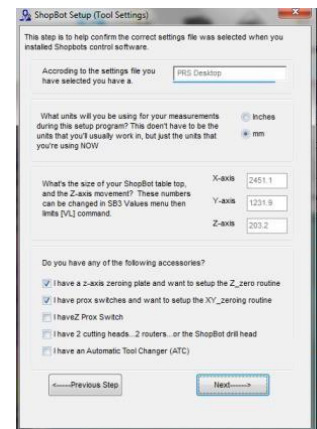 ShopBot Setup (Tool Settings)
This step is to help confirm the correct settings file was selected when you
installed Shopbots control software.
Accroding to the settings file you
have selected you have a.
PRS Desktop
What units will you be using for your measurements
during this setup program? This doen't have to be the
units that you'll usually work in, but just the units that
you're using NOW
Inches
mm
What's the size of your ShopBot table top,
and the Z-axis movement? These numbers
can be changed in SB3 Values menu then
limits [VL] command.
X-axis 2451.1
Y-axis 1231.9
Z-axis 203.2
Do you have any of the following accessories?
I have a z-axis zeroing plate and want to setup the Z_zero routine
I have prox switches and want to setup the XY_zeroing routine
I haveZ Prox Switch
I have 2 cutting heads...2 routers...or the ShopBot drill head
I have an Automatic Tool Changer (ATC)
<-----Previous Step
Next----->